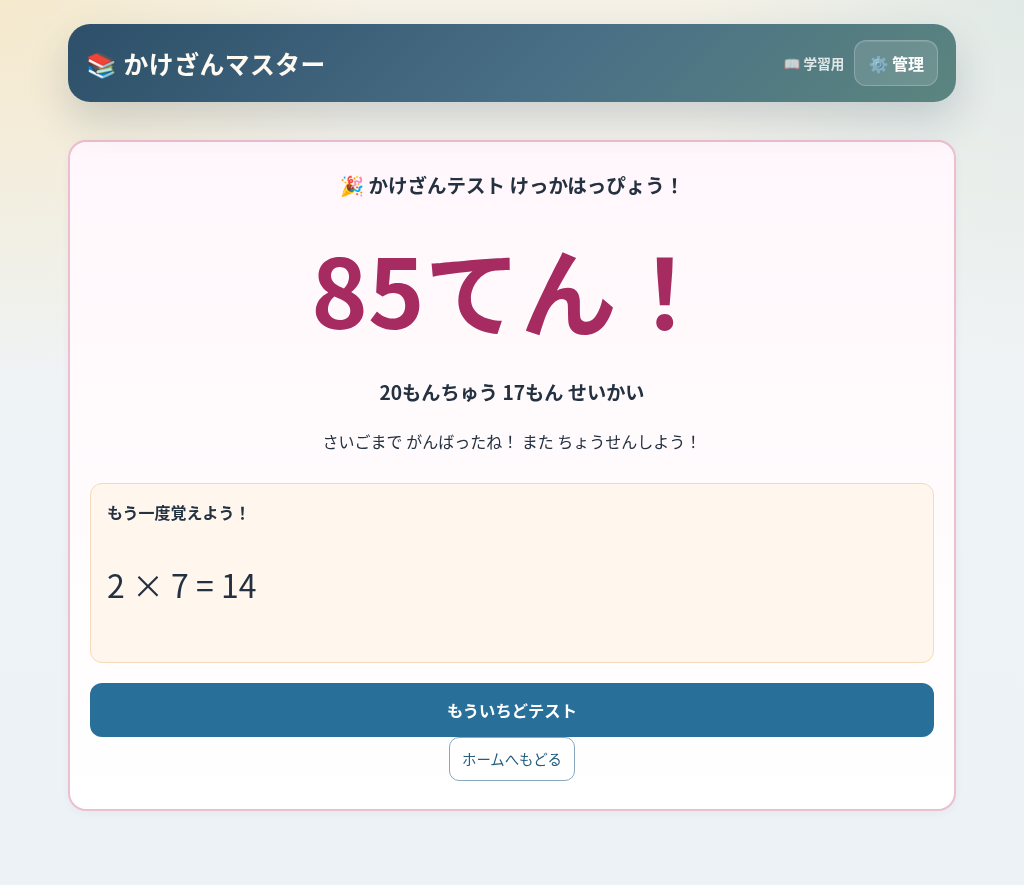 📚 かけざんマスター
📖 学習用
⚙️ 管理
🎉 かけざんテスト けっかはっぴょう！
85てん！
20もんちゅう 17もん せいかい
さいごまで がんばったね！ また ちょうせんしよう！
もう一度覚えよう！
2 × 7 = 14
もういちどテスト
ホームへもどる